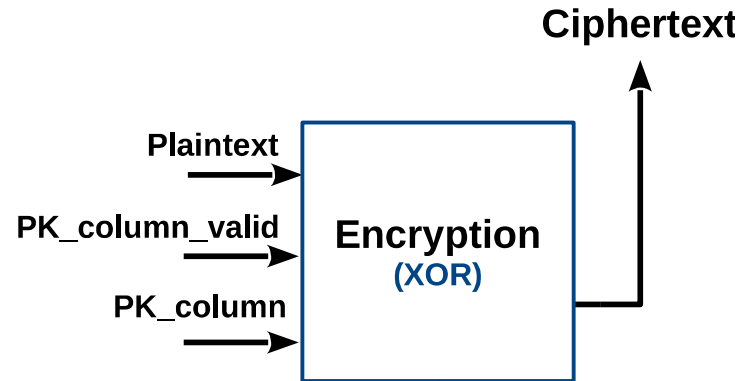 Ciphertext
Plaintext
PK_column_valid
Encryption
(XOR)
PK_column